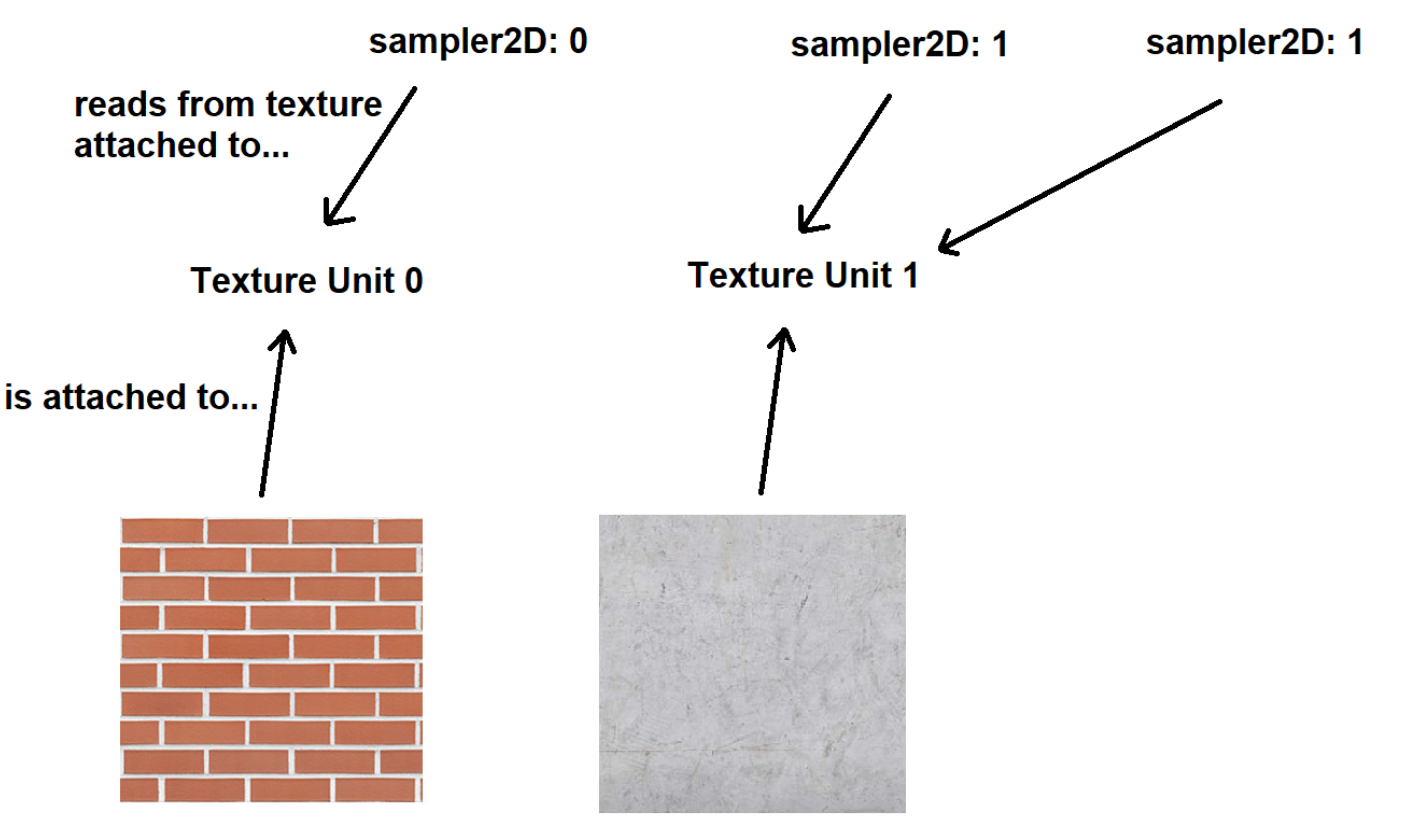 sampler2D: 0
sampler2D: 1
sampler2D: 1
reads from texture
attached to...
Texture Unit 0
Texture Unit 1
is attached to...